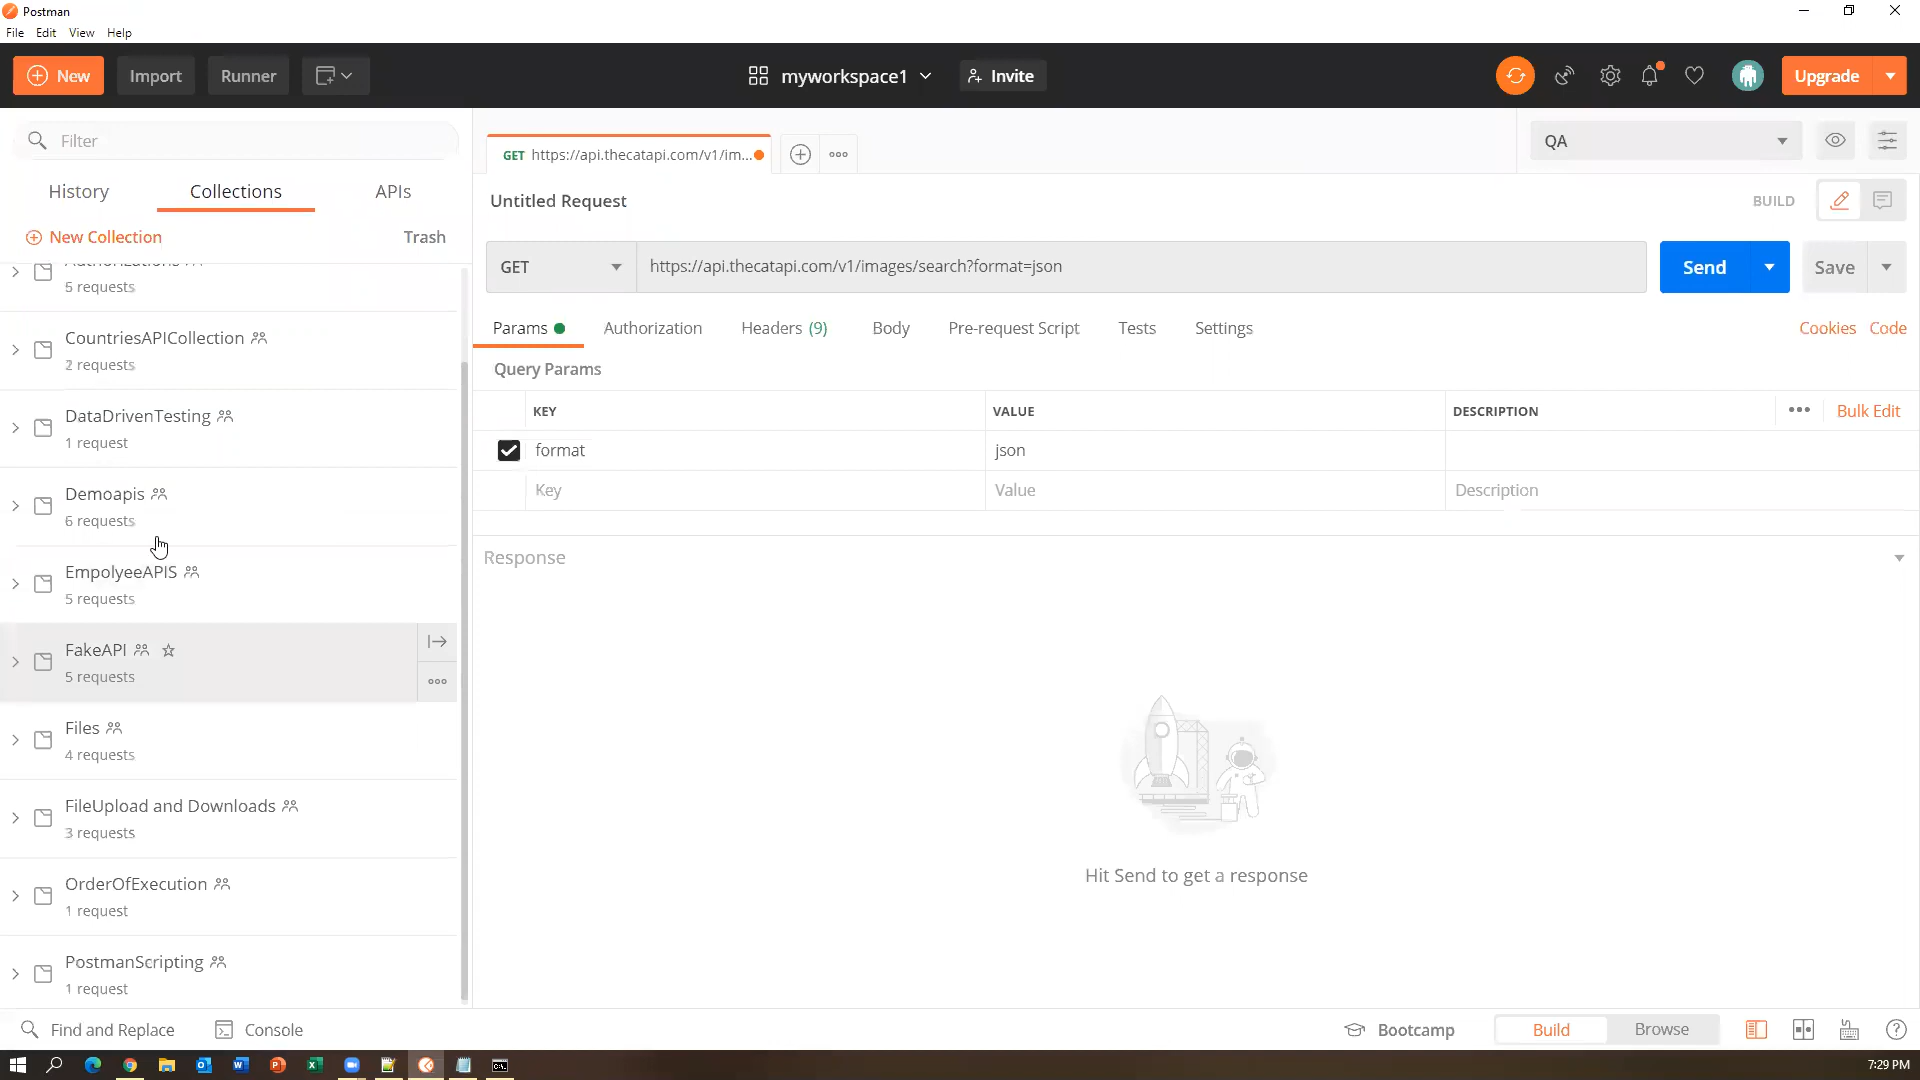 Postman
File Edit View Help
New Import Runner myworkspace1 Invite Upgrade
Filter
GET https://api.thecatapi.com/v1/im...
QA
History Collections APIs
Untitled Request BUILD
New Collection Trash
GET https://api.thecatapi.com/v1/images/search?format=json Send Save
5 requests
Params Authorization Headers (9) Body Pre-request Script Tests Settings Cookies Code
CountriesAPICollection
2 requests
Query Params
KEY VALUE DESCRIPTION Bulk Edit
DataDrivenTesting
1 request
format json
Key Value Description
Demoapis
6 requests
Response
EmpolyeeAPIS
5 requests
FakeAPI
5 requests
Files
4 requests
FileUpload and Downloads
3 requests
Hit Send to get a response
OrderOfExecution
1 request
PostmanScripting
1 request
Find and Replace Console Bootcamp Build Browse
7:29 PM